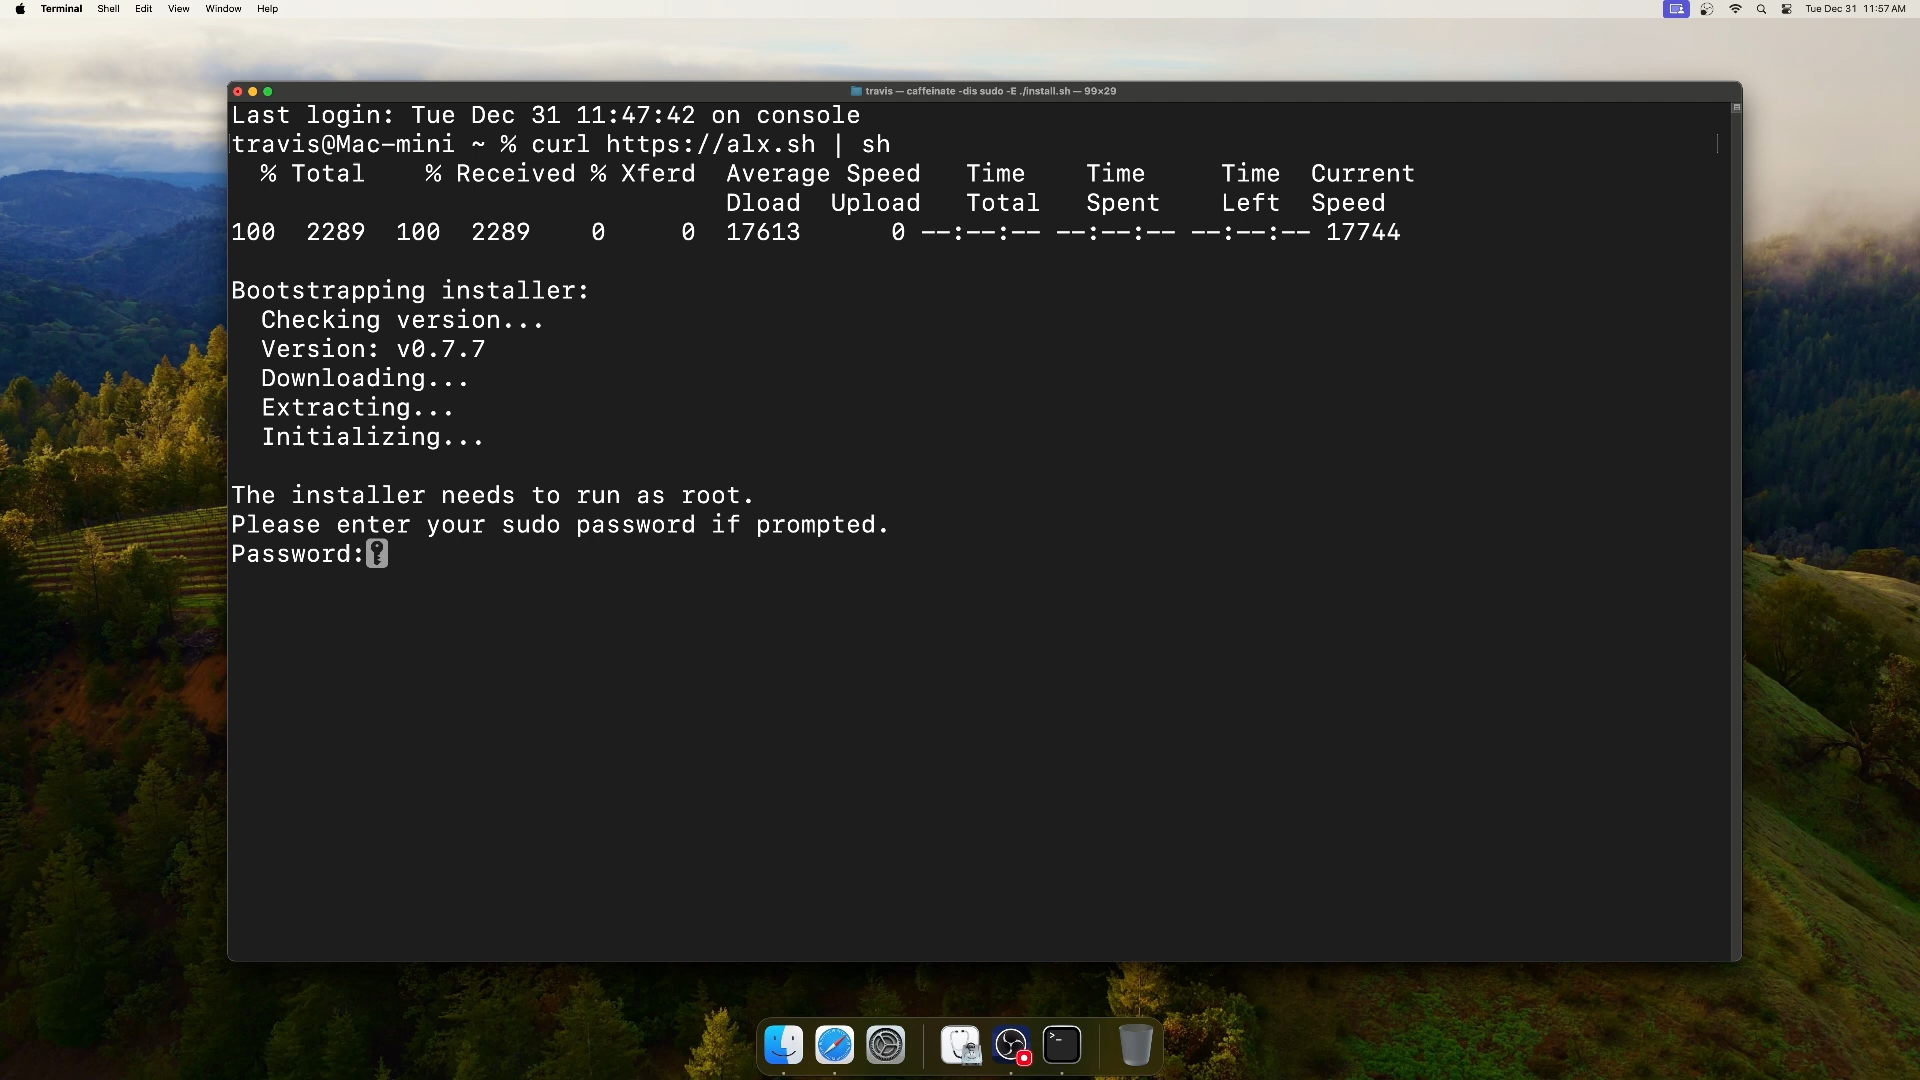 Terminal Shell Edit View Window Help Tue Dec 31 11:57 AM
travis — caffeinate -dis sudo -E ./install.sh — 99×29
Last login: Tue Dec 31 11:47:42 on console
travis@Mac-mini ~ % curl https://alx.sh | sh
% Total % Received % Xferd Average Speed Time Time Time Current
Dload Upload Total Spent Left Speed
100 2289 100 2289 0 0 17613 0 --:--:-- --:--:-- --:--:-- 17744
Bootstrapping installer:
Checking version...
Version: v0.7.7
Downloading...
Extracting...
Initializing...
The installer needs to run as root.
Please enter your sudo password if prompted.
Password: